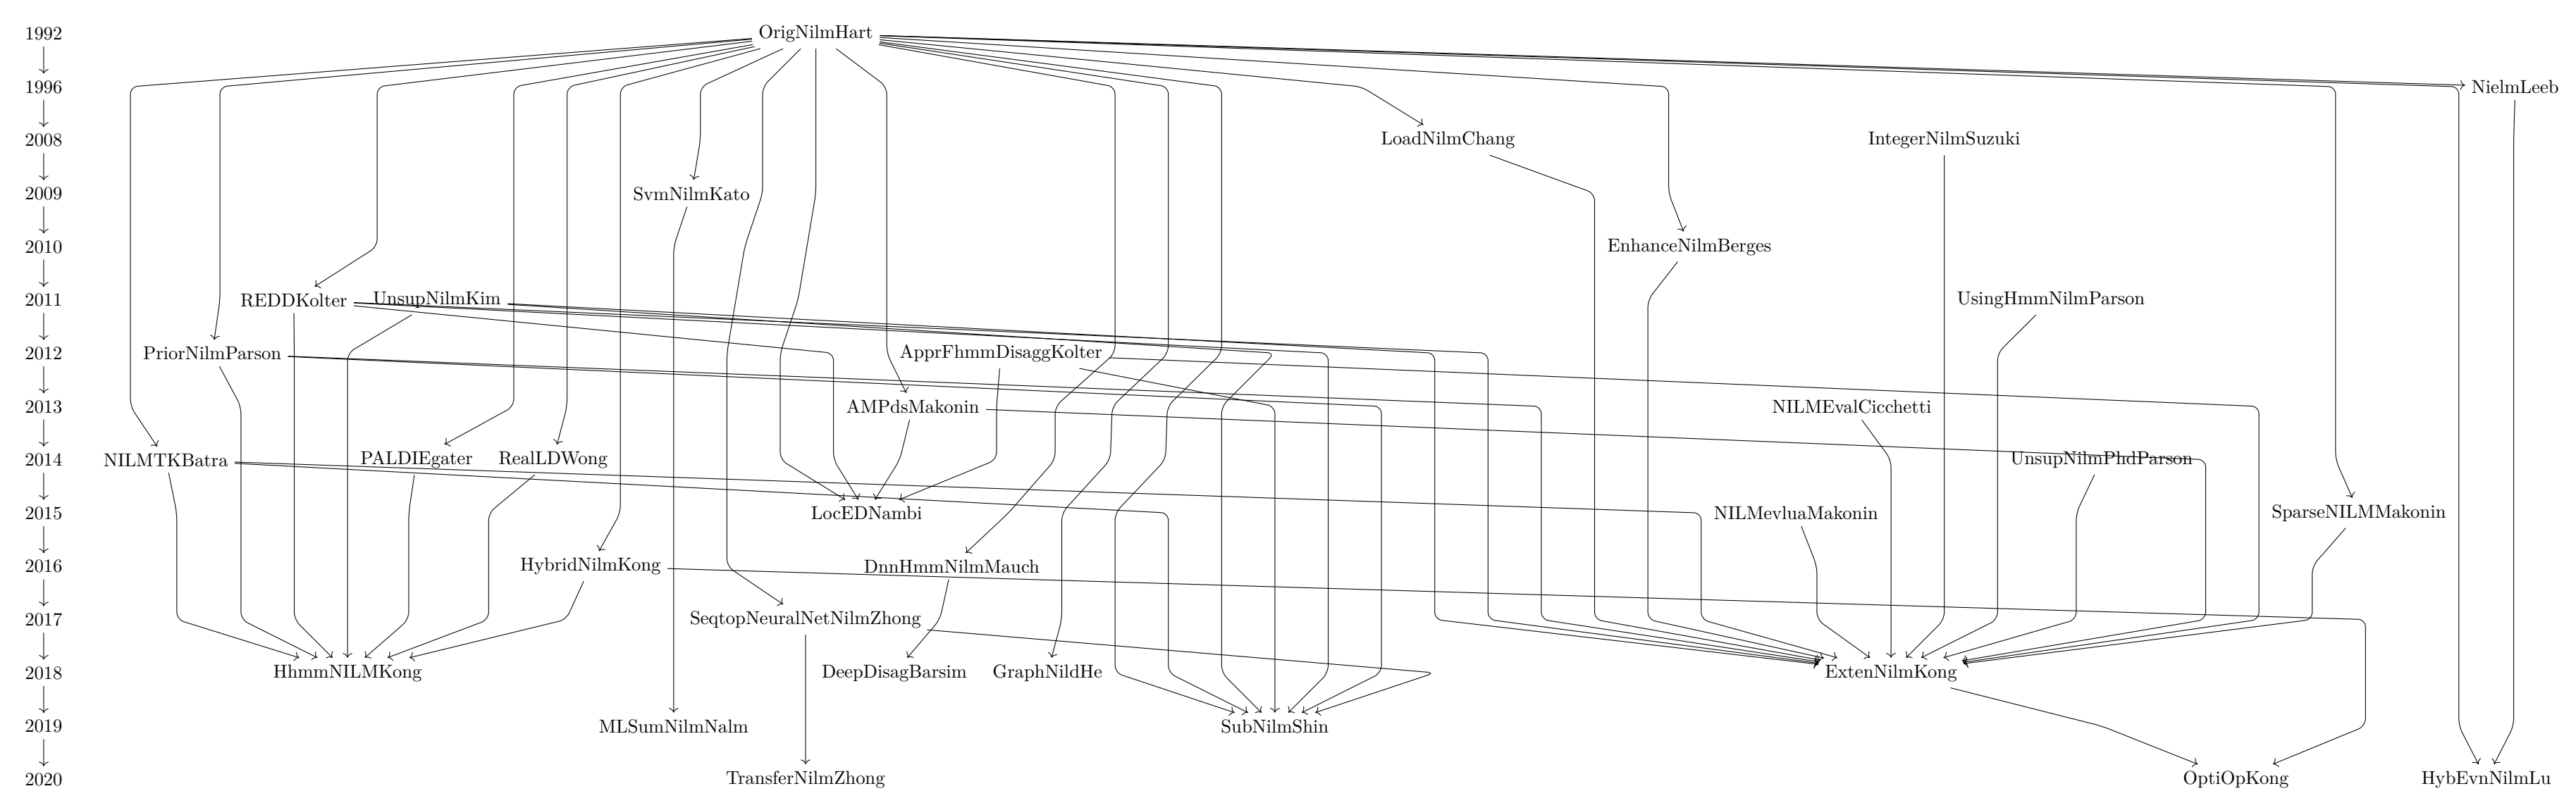 1992 OrigNilmHart
1996 NielmLeeb
2008 LoadNilmChang IntegerNilmSuzuki
2009 SvmNilmKato
2010 EnhanceNilmBerges
2011 REDDKolter UnsupNilmKim UsingHmmNilmParson
2012 PriorNilmParson ApprFhmmDisaggKolter
2013 AMPdsMakonin NILMEvalCicchetti
2014 NILMTKBatra PALDIEgater RealLDWong UnsupNilmPhdParson
2015 LocEDNambi NILMevluaMakonin SparseNILMMakonin
2016 HybridNilmKong DnnHmmNilmMauch
2017 SeqtopNeuralNetNilmZhong
2018 HhmmNILMKong DeepDisagBarsim GraphNildHe ExtenNilmKong
2019 MLSumNilmNalm SubNilmShin
2020 TransferNilmZhong OptiOpKong HybEvnNilmLu